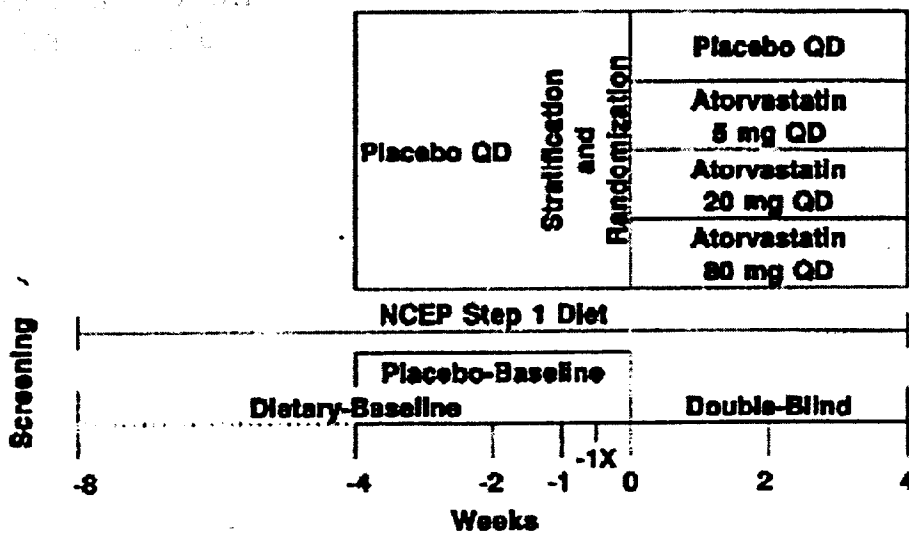 Placebo QD
Stratification
and
Randomization
Placebo QD
Atorvastatin
5 mg QD
Atorvastatin
20 mg QD
Atorvastatin
80 mg QD
Screening
NCEP Step 1 Diet
Placebo-Baseline
Dietary-Baseline
Double-Blind
-8 -4 -2 -1 -1X 0 2 4
Weeks